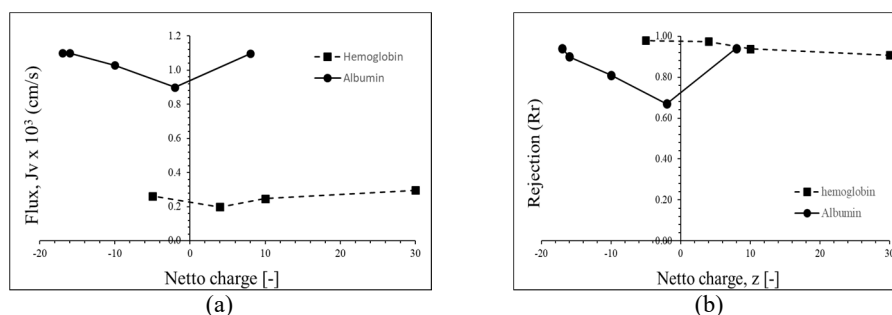 1.2
1.0
0.8
0.6
0.4
0.2
0.0
-20
-10
0
10
20
30
Flux, Jv x 10³ (cm/s)
Netto charge [-]
Hemoglobin
Albumin
(a)
1.20
1.00
0.80
0.60
0.40
0.20
0.00
-20
-10
0
10
20
30
Rejection (Rr)
Netto charge, z [-]
hemoglobin
Albumin
(b)